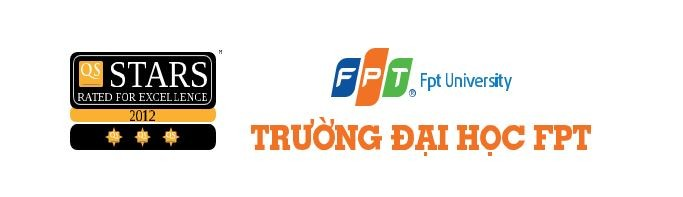 QS STARS
RATED FOR EXCELLENCE
2012
FPT Fpt University
TRƯỜNG ĐẠI HỌC FPT